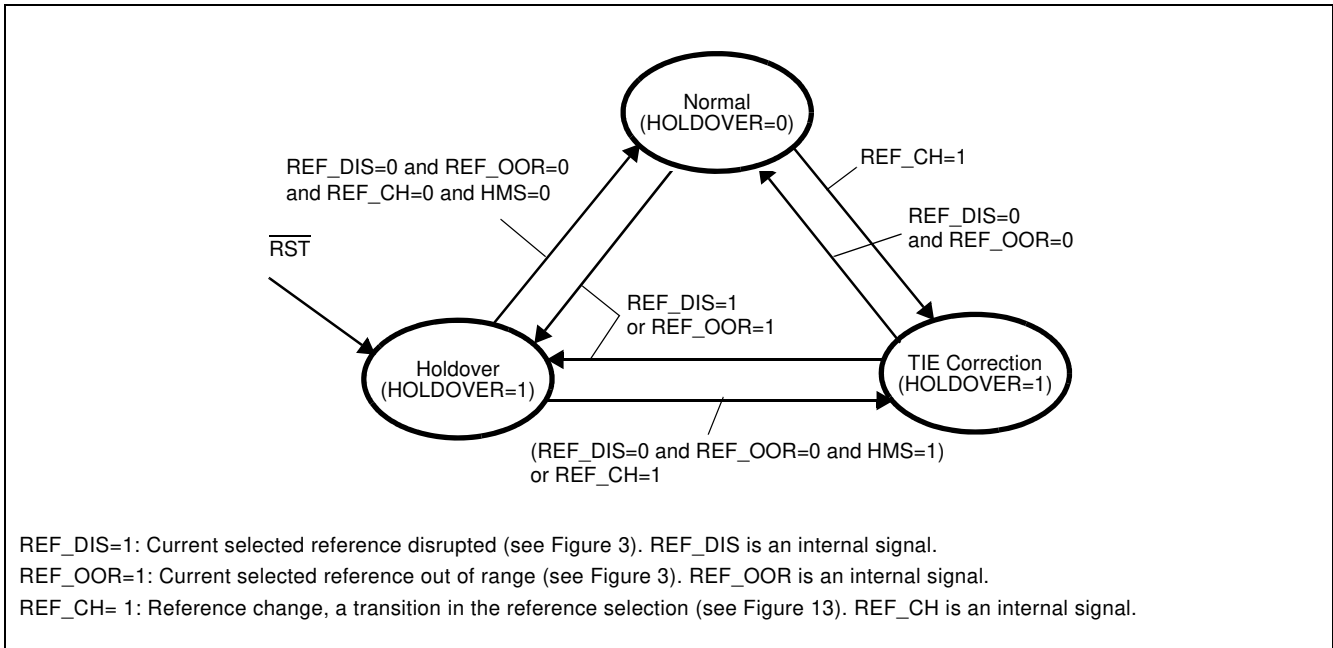 Normal
(HOLDOVER=0)
REF_DIS=0 and REF_OOR=0
and REF_CH=0 and HMS=0
REF_CH=1
REF_DIS=0
and REF_OOR=0
RST
REF_DIS=1
or REF_OOR=1
Holdover
(HOLDOVER=1)
TIE Correction
(HOLDOVER=1)
(REF_DIS=0 and REF_OOR=0 and HMS=1)
or REF_CH=1
REF_DIS=1: Current selected reference disrupted (see Figure 3). REF_DIS is an internal signal.
REF_OOR=1: Current selected reference out of range (see Figure 3). REF_OOR is an internal signal.
REF_CH= 1: Reference change, a transition in the reference selection (see Figure 13). REF_CH is an internal signal.